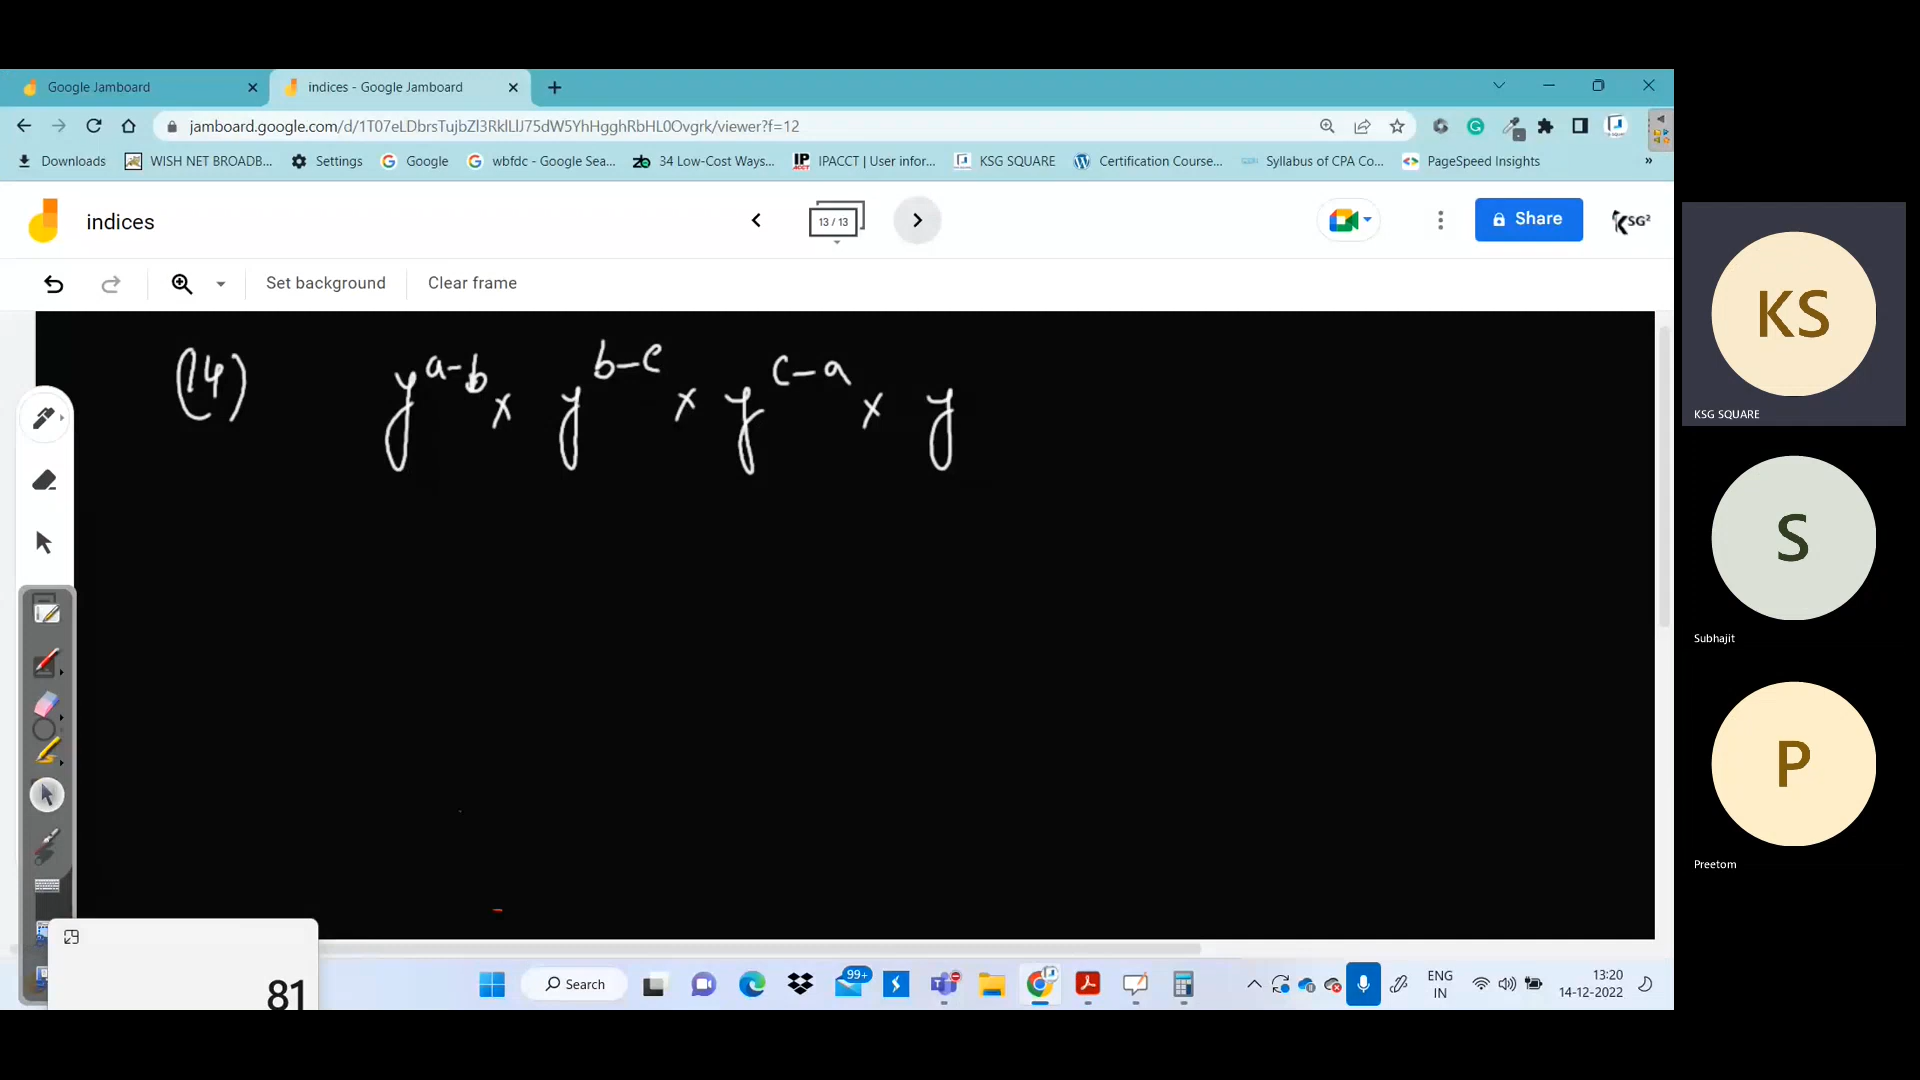 Google Jamboard
indices - Google Jamboard
jamboard.google.com/d/1T07eLDbrsTujbZl3RklLlJ75dW5YhHgghRbHL0Ovgrk/viewer?f=12
Downloads WISH NET BROADB... Settings Google wbfdc - Google Sea... 34 Low-Cost Ways... IPACCT | User infor... KSG SQUARE Certification Course... Syllabus of CPA Co... PageSpeed Insights »
indices 13 / 13 Share KSG²
Set background Clear frame
(14) y^{a-b} × y^{b-c} × y^{c-a} × y
KS
KSG SQUARE
S
Subhajit
P
Preetom
81
Search 99+ ENG IN 13:20 14-12-2022